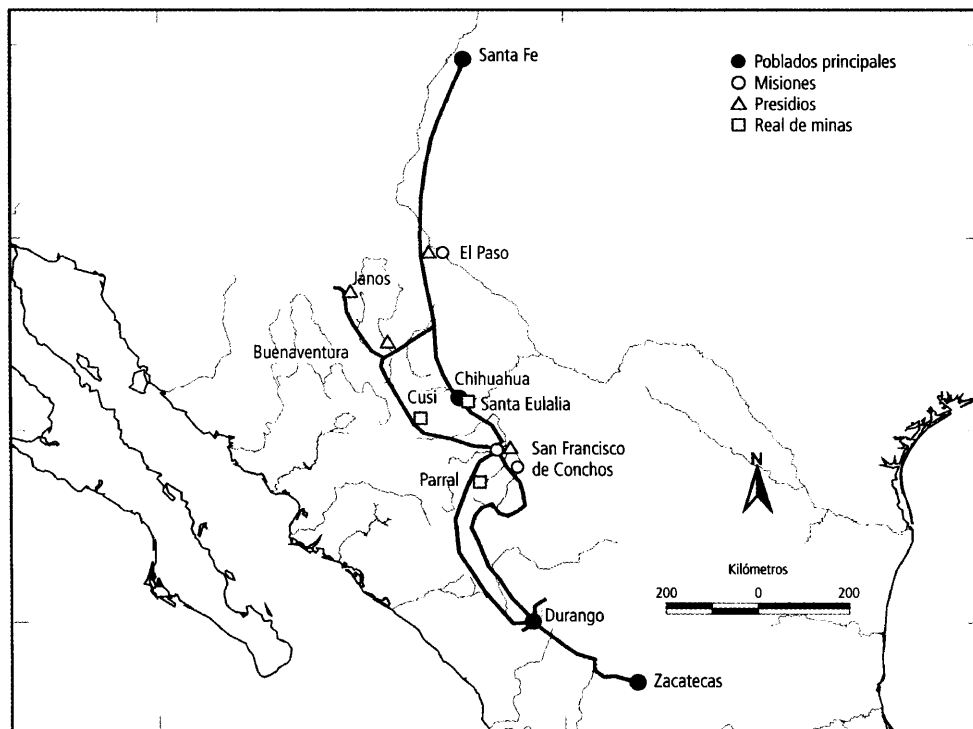 Santa Fe
Poblados principales
Misiones
Presidios
Real de minas
El Paso
Janos
Buenaventura
Chihuahua
Cusi
Santa Eulalia
San Francisco
de Conchos
Parral
N
Kilómetros
200 0 200
Durango
Zacatecas